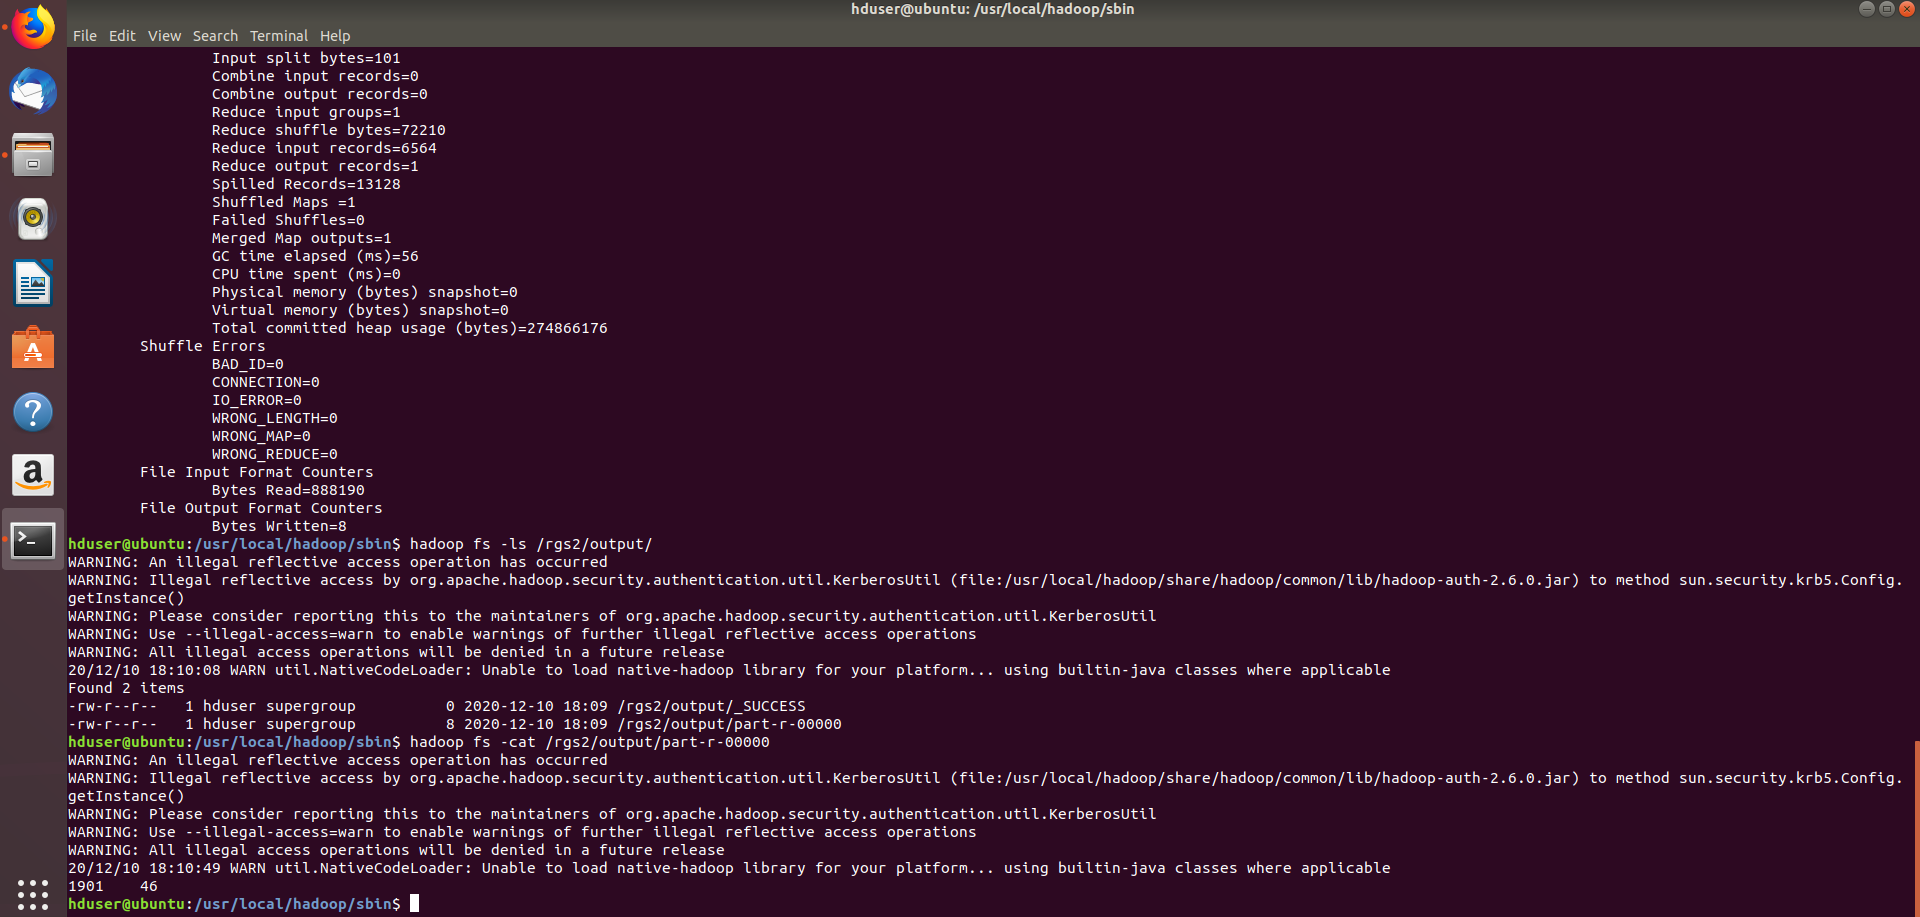 hduser@ubuntu: /usr/local/hadoop/sbin
File Edit View Search Terminal Help
Input split bytes=101
Combine input records=0
Combine output records=0
Reduce input groups=1
Reduce shuffle bytes=72210
Reduce input records=6564
Reduce output records=1
Spilled Records=13128
Shuffled Maps =1
Failed Shuffles=0
Merged Map outputs=1
GC time elapsed (ms)=56
CPU time spent (ms)=0
Physical memory (bytes) snapshot=0
Virtual memory (bytes) snapshot=0
Total committed heap usage (bytes)=274866176
Shuffle Errors
BAD_ID=0
CONNECTION=0
IO_ERROR=0
WRONG_LENGTH=0
WRONG_MAP=0
WRONG_REDUCE=0
File Input Format Counters
Bytes Read=888190
File Output Format Counters
Bytes Written=8
hduser@ubuntu:/usr/local/hadoop/sbin$ hadoop fs -ls /rgs2/output/
WARNING: An illegal reflective access operation has occurred
WARNING: Illegal reflective access by org.apache.hadoop.security.authentication.util.KerberosUtil (file:/usr/local/hadoop/share/hadoop/common/lib/hadoop-auth-2.6.0.jar) to method sun.security.krb5.Config.
getInstance()
WARNING: Please consider reporting this to the maintainers of org.apache.hadoop.security.authentication.util.KerberosUtil
WARNING: Use --illegal-access=warn to enable warnings of further illegal reflective access operations
WARNING: All illegal access operations will be denied in a future release
20/12/10 18:10:08 WARN util.NativeCodeLoader: Unable to load native-hadoop library for your platform... using builtin-java classes where applicable
Found 2 items
-rw-r--r--   1 hduser supergroup          0 2020-12-10 18:09 /rgs2/output/_SUCCESS
-rw-r--r--   1 hduser supergroup          8 2020-12-10 18:09 /rgs2/output/part-r-00000
hduser@ubuntu:/usr/local/hadoop/sbin$ hadoop fs -cat /rgs2/output/part-r-00000
WARNING: An illegal reflective access operation has occurred
WARNING: Illegal reflective access by org.apache.hadoop.security.authentication.util.KerberosUtil (file:/usr/local/hadoop/share/hadoop/common/lib/hadoop-auth-2.6.0.jar) to method sun.security.krb5.Config.
getInstance()
WARNING: Please consider reporting this to the maintainers of org.apache.hadoop.security.authentication.util.KerberosUtil
WARNING: Use --illegal-access=warn to enable warnings of further illegal reflective access operations
WARNING: All illegal access operations will be denied in a future release
20/12/10 18:10:49 WARN util.NativeCodeLoader: Unable to load native-hadoop library for your platform... using builtin-java classes where applicable
1901    46
hduser@ubuntu:/usr/local/hadoop/sbin$